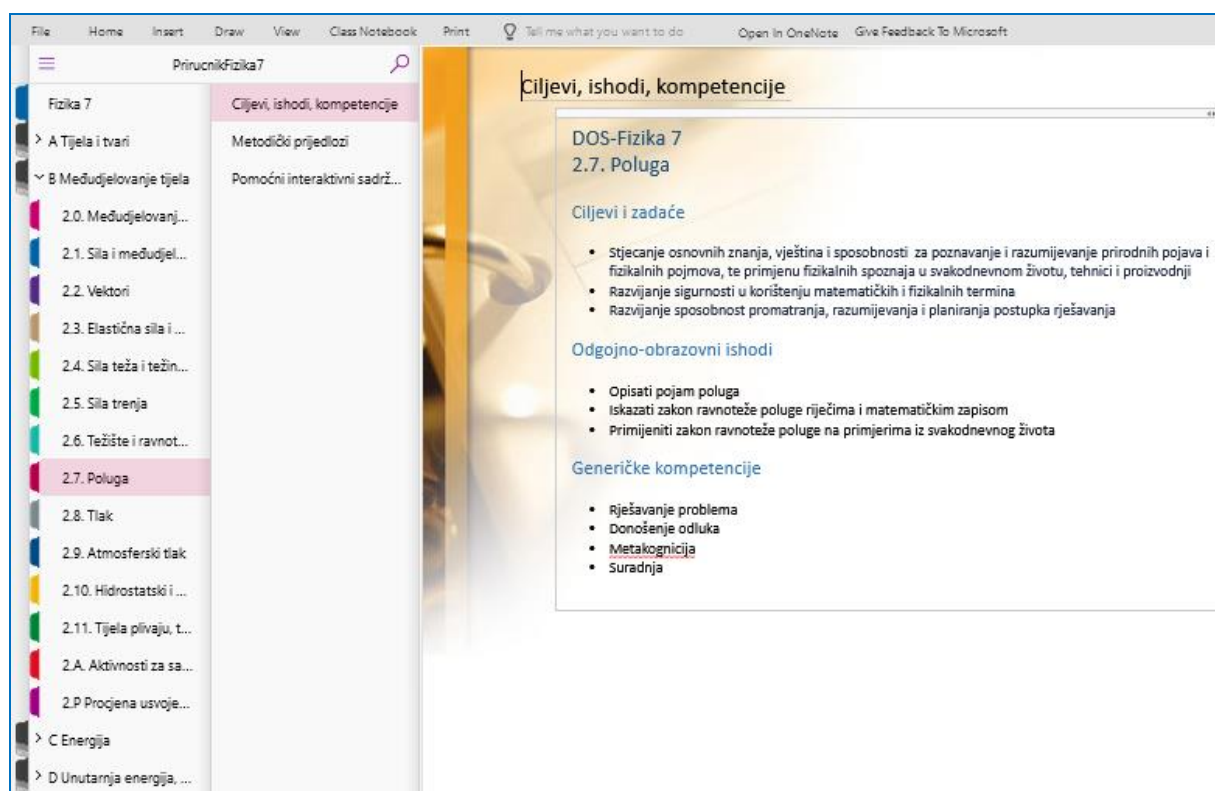 File Home Insert Draw View Class Notebook Print Tell me what you want to do Open In OneNote Give Feedback To Microsoft
PrirucnikFizika7
Fizika 7
A Tijela i tvari
B Međudjelovanje tijela
2.0. Međudjelovanj...
2.1. Sila i međudjel...
2.2. Vektori
2.3. Elastična sila i ...
2.4. Sila teža i težin...
2.5. Sila trenja
2.6. Težište i ravnot...
2.7. Poluga
2.8. Tlak
2.9. Atmosferski tlak
2.10. Hidrostatski i ...
2.11. Tijela plivaju, t...
2.A. Aktivnosti za sa...
2.P Procjena usvoje...
C Energija
D Unutarnja energija, ...
Ciljevi, ishodi, kompetencije
Metodički prijedlozi
Pomoćni interaktivni sadrž...
Ciljevi, ishodi, kompetencije
DOS-Fizika 7
2.7. Poluga
Ciljevi i zadaće
• Stjecanje osnovnih znanja, vještina i sposobnosti za poznavanje i razumijevanje prirodnih pojava i
fizikalnih pojmova, te primjenu fizikalnih spoznaja u svakodnevnom životu, tehnici i proizvodnji
• Razvijanje sigurnosti u korištenju matematičkih i fizikalnih termina
• Razvijanje sposobnost promatranja, razumijevanja i planiranja postupka rješavanja
Odgojno-obrazovni ishodi
• Opisati pojam poluga
• Iskazati zakon ravnoteže poluge riječima i matematičkim zapisom
• Primijeniti zakon ravnoteže poluge na primjerima iz svakodnevnog života
Generičke kompetencije
• Rješavanje problema
• Donošenje odluka
• Metakognicija
• Suradnja